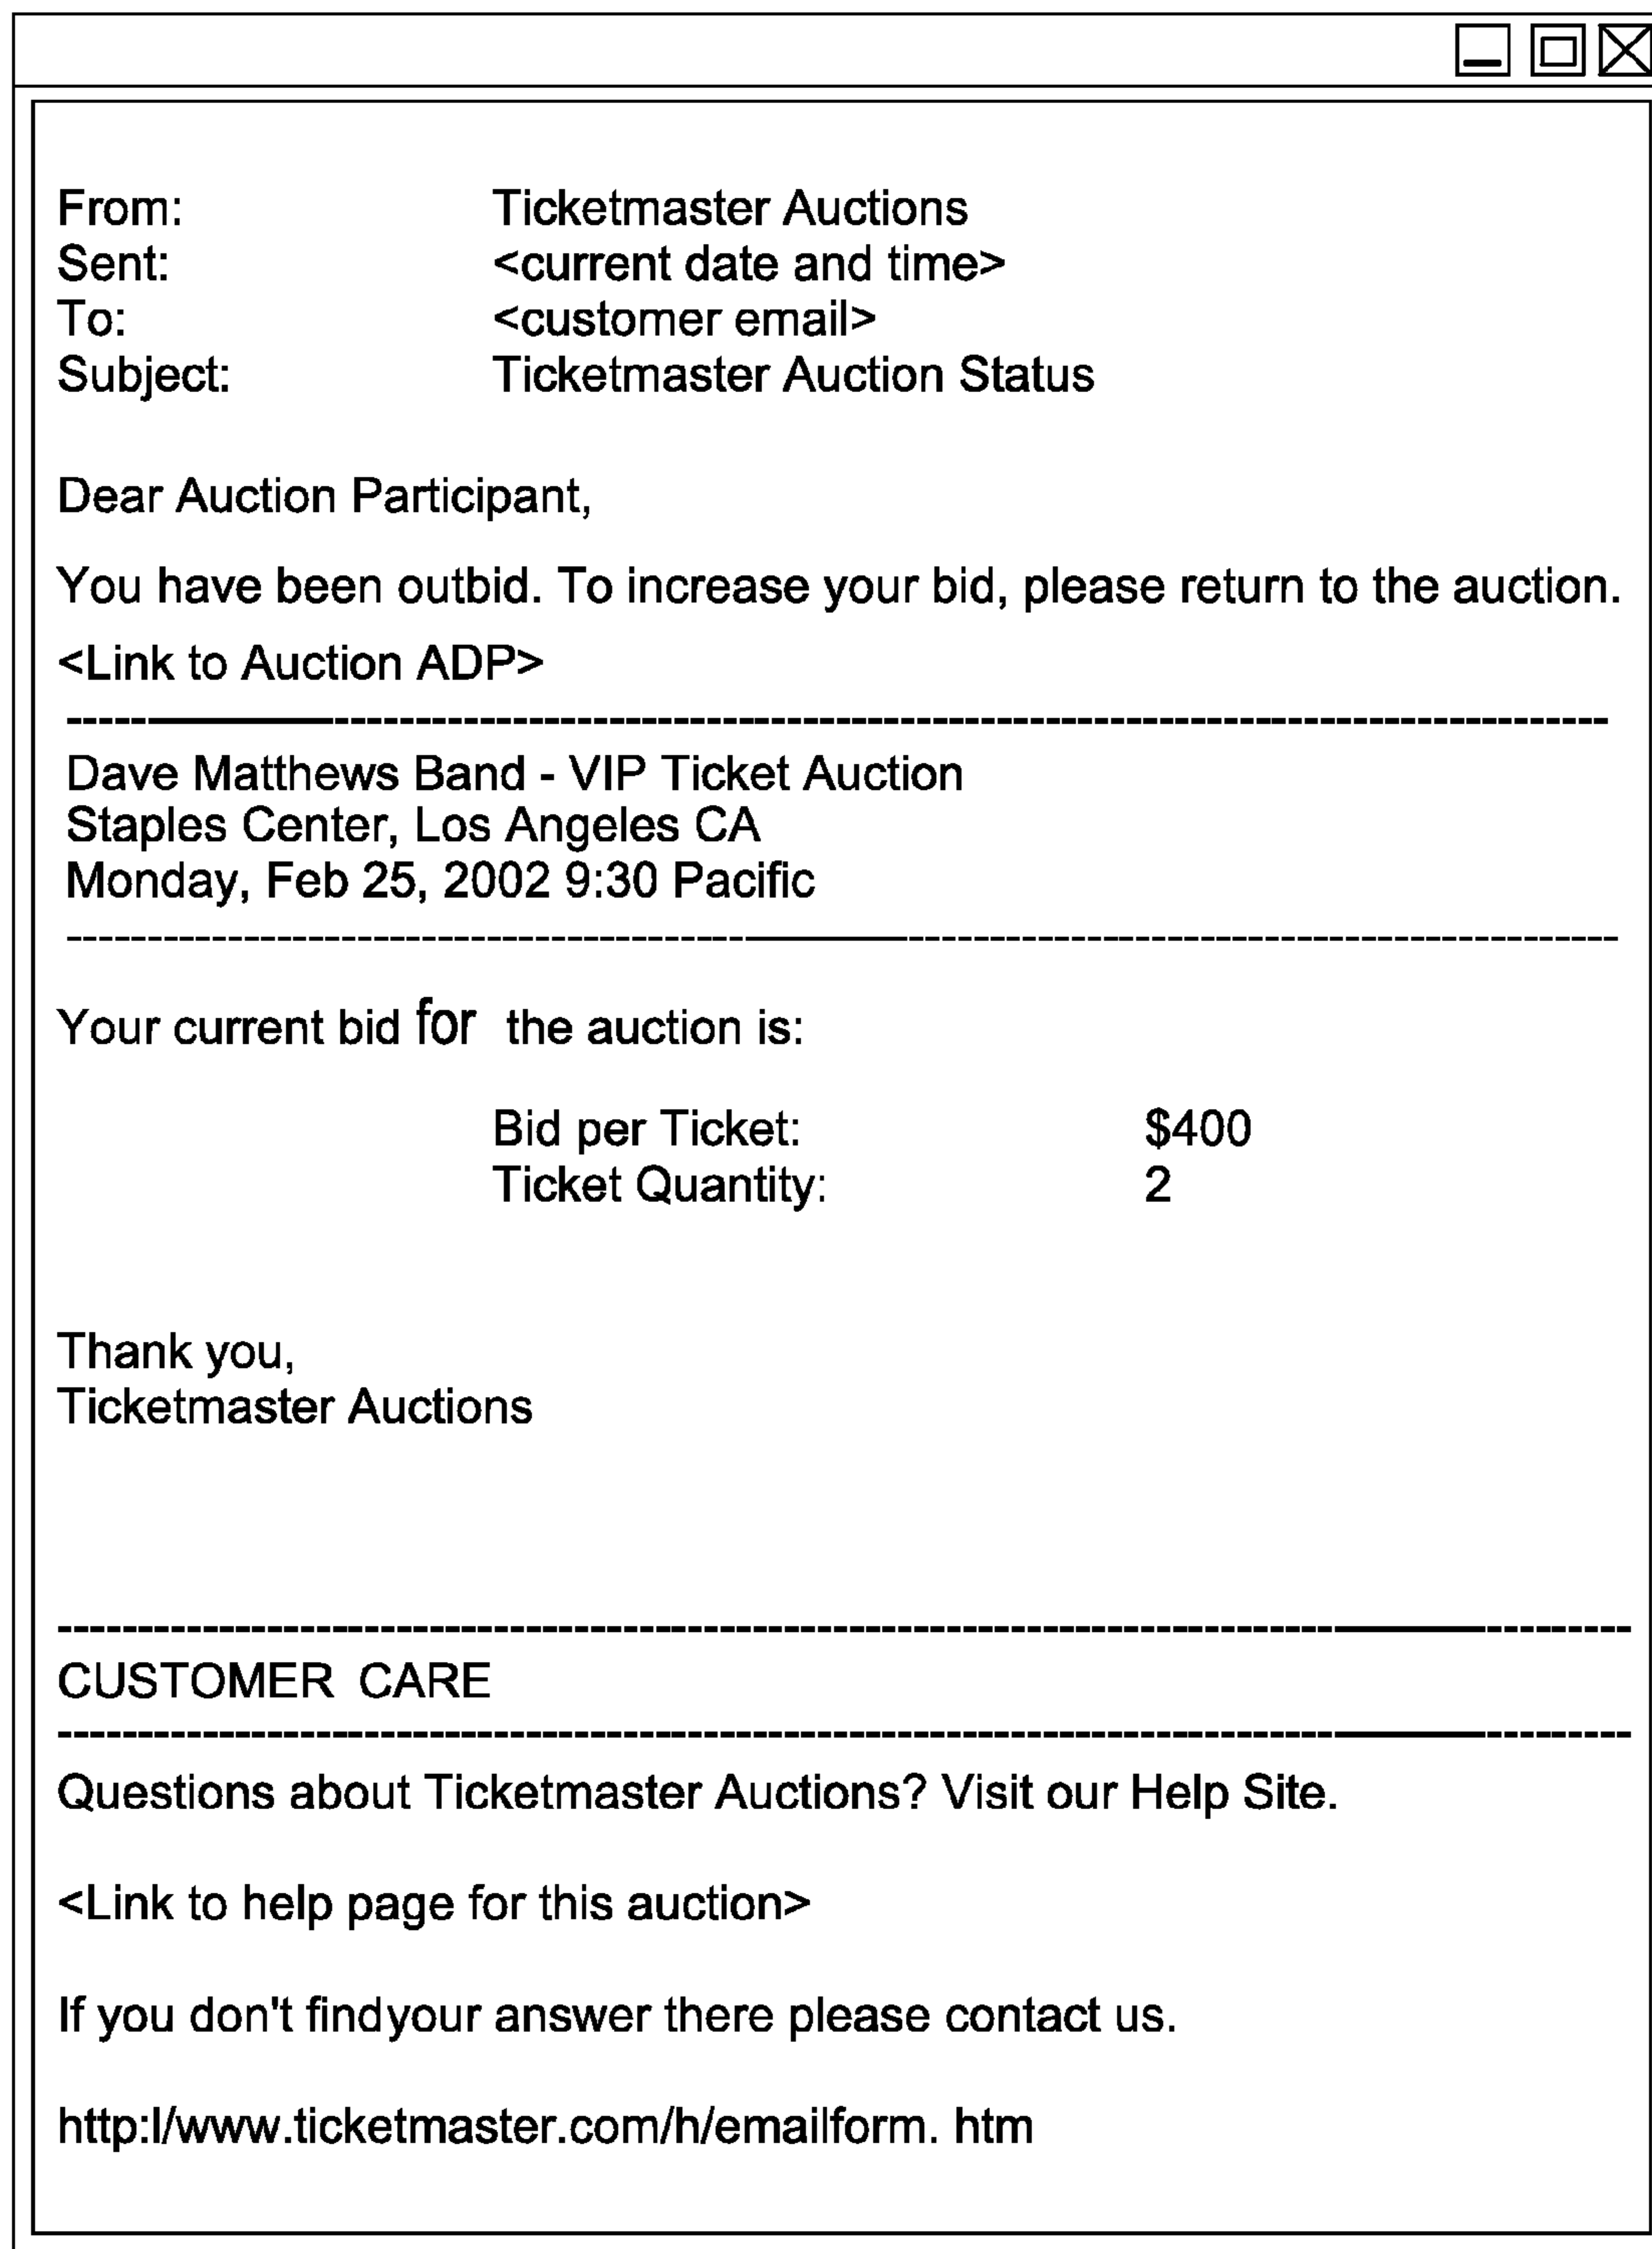 From: Ticketmaster Auctions
Sent: <current date and time>
To: <customer email>
Subject: Ticketmaster Auction Status
Dear Auction Participant,
You have been outbid. To increase your bid, please return to the auction.
<Link to Auction ADP>
Dave Matthews Band - VIP Ticket Auction
Staples Center, Los Angeles CA
Monday, Feb 25, 2002 9:30 Pacific
Your current bid for the auction is:
Bid per Ticket: $400
Ticket Quantity: 2
Thank you,
Ticketmaster Auctions
CUSTOMER CARE
Questions about Ticketmaster Auctions? Visit our Help Site.
<Link to help page for this auction>
If you don't findyour answer there please contact us.
http:l/www.ticketmaster.com/h/emailform. htm